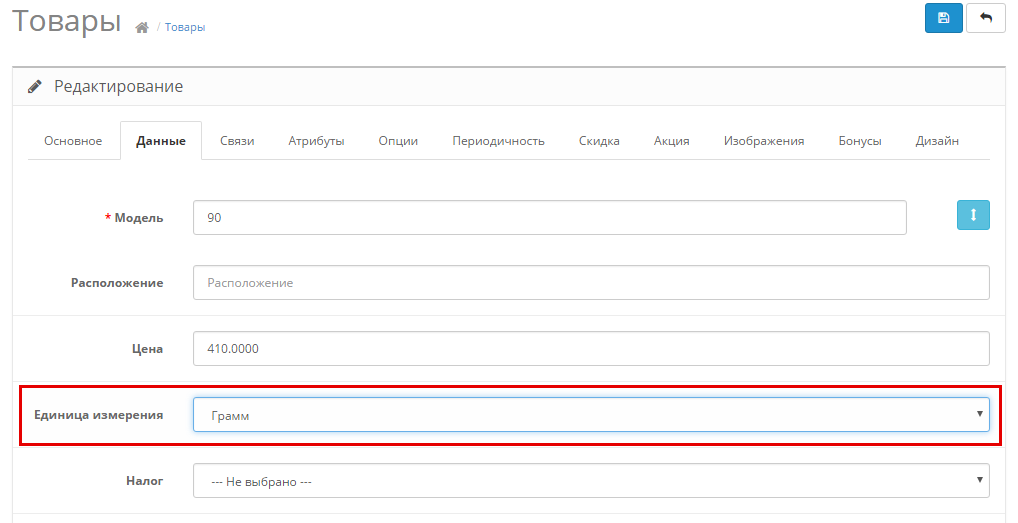 Товары / Товары
Редактирование
Основное Данные Связи Атрибуты Опции Периодичность Скидка Акция Изображения Бонусы Дизайн
* Модель 90
Расположение Расположение
Цена 410.0000
Единица измерения Грамм
Налог --- Не выбрано ---